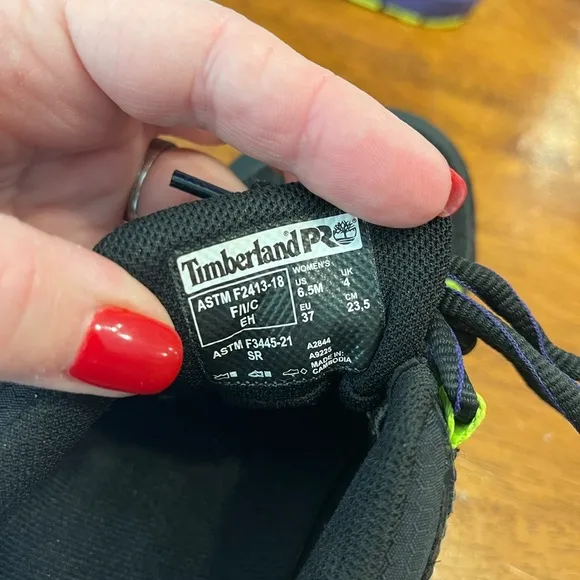 Timberland PRO
ASTM F2413-18
F/I/C
EH
ASTM F3445-21
SR
WOMEN'S
US UK
6.5M 4
EU CM
37 23,5
A2844
A9225
MADE IN
CAMBODIA